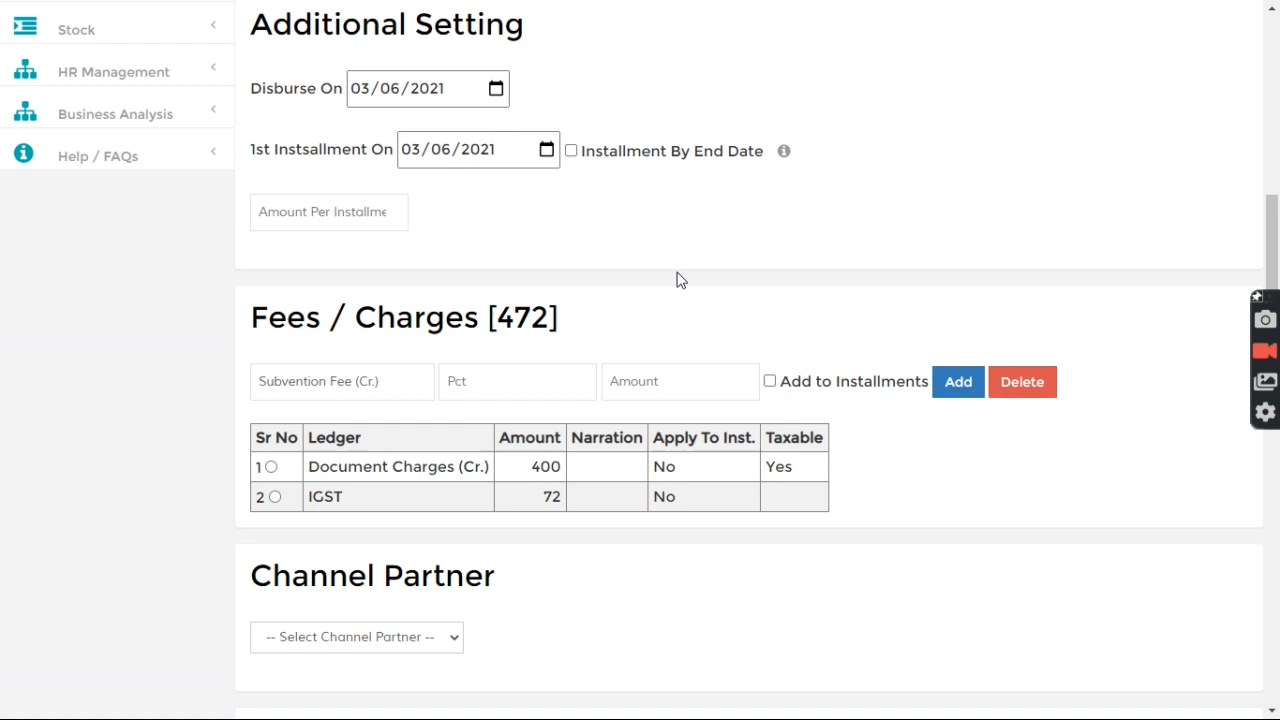 Stock
HR Management
Business Analysis
Help / FAQs
Additional Setting
Disburse On 03/06/2021
1st Instsallment On 03/06/2021 Installment By End Date
Amount Per Installme
Fees / Charges [472]
Subvention Fee (Cr.) Pct Amount Add to Installments Add Delete
Sr No Ledger Amount Narration Apply To Inst. Taxable
1 Document Charges (Cr.) 400 No Yes
2 IGST 72 No
Channel Partner
-- Select Channel Partner --